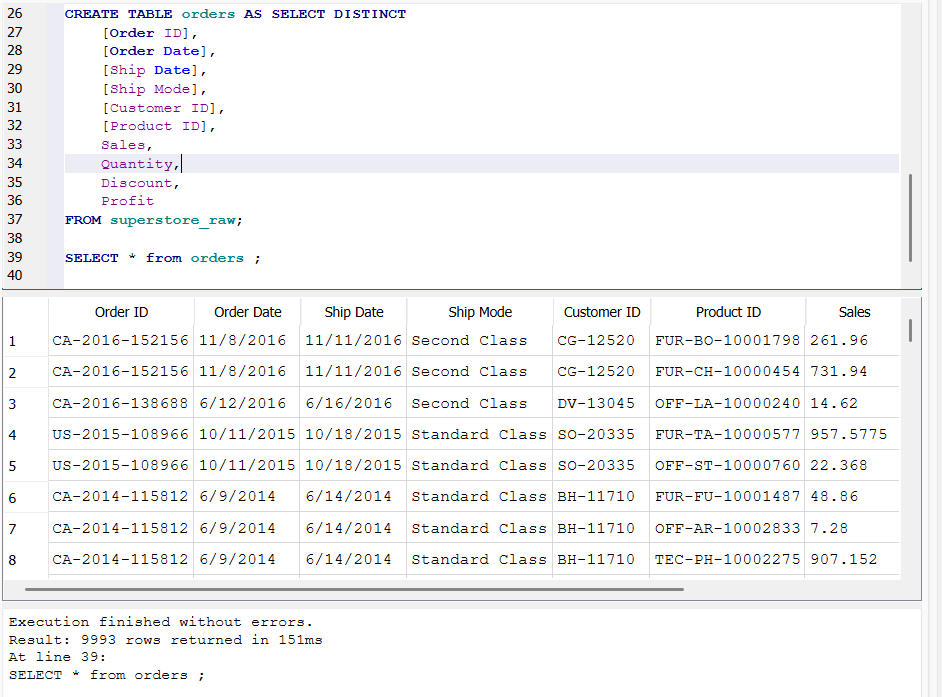 26 CREATE TABLE orders AS SELECT DISTINCT
27 [Order ID],
28 [Order Date],
29 [Ship Date],
30 [Ship Mode],
31 [Customer ID],
32 [Product ID],
33 Sales,
34 Quantity,
35 Discount,
36 Profit
37 FROM superstore_raw;
38
39 SELECT * from orders ;
40
Order ID Order Date Ship Date Ship Mode Customer ID Product ID Sales
1 CA-2016-152156 11/8/2016 11/11/2016 Second Class CG-12520 FUR-BO-10001798 261.96
2 CA-2016-152156 11/8/2016 11/11/2016 Second Class CG-12520 FUR-CH-10000454 731.94
3 CA-2016-138688 6/12/2016 6/16/2016 Second Class DV-13045 OFF-LA-10000240 14.62
4 US-2015-108966 10/11/2015 10/18/2015 Standard Class SO-20335 FUR-TA-10000577 957.5775
5 US-2015-108966 10/11/2015 10/18/2015 Standard Class SO-20335 OFF-ST-10000760 22.368
6 CA-2014-115812 6/9/2014 6/14/2014 Standard Class BH-11710 FUR-FU-10001487 48.86
7 CA-2014-115812 6/9/2014 6/14/2014 Standard Class BH-11710 OFF-AR-10002833 7.28
8 CA-2014-115812 6/9/2014 6/14/2014 Standard Class BH-11710 TEC-PH-10002275 907.152
Execution finished without errors.
Result: 9993 rows returned in 151ms
At line 39:
SELECT * from orders ;